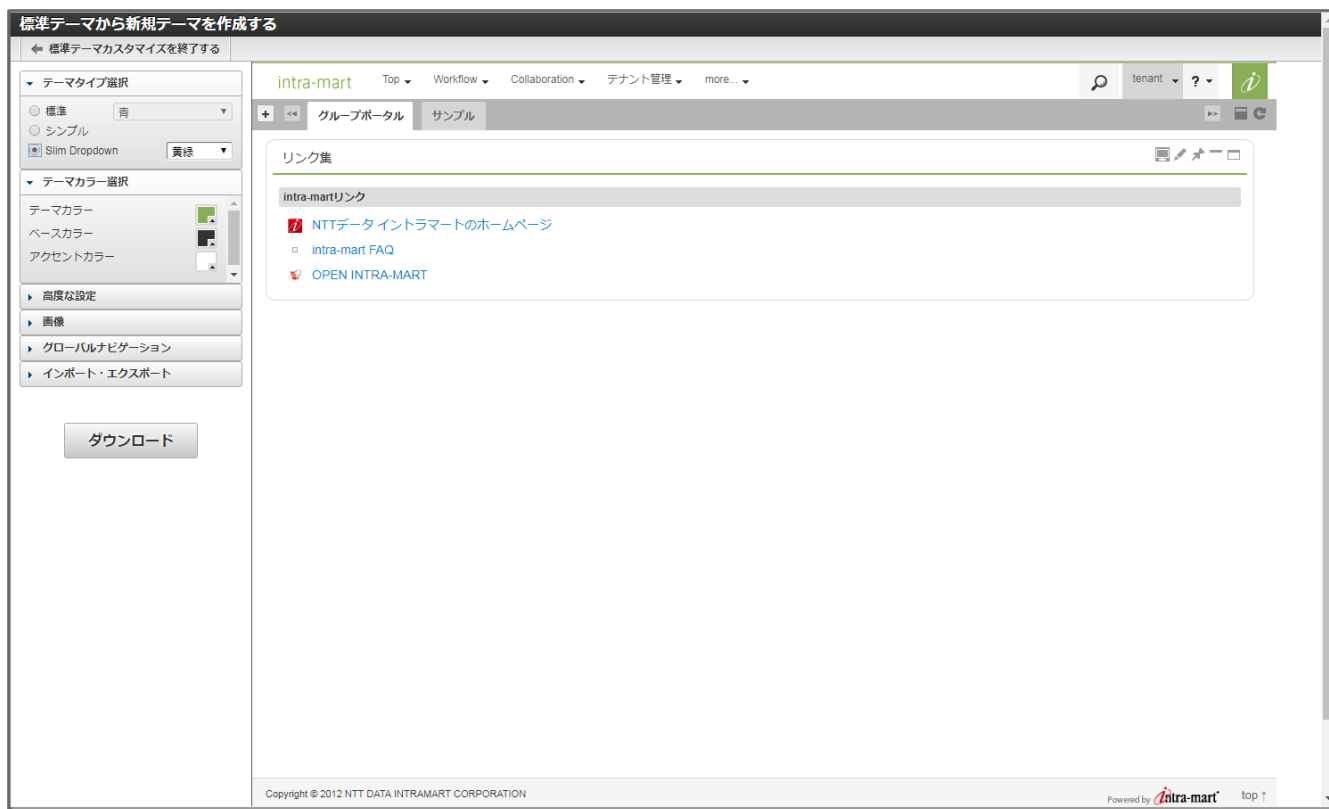 標準テーマから新規テーマを作成する
標準テーマカスタマイズを終了する
テーマタイプ選択
標準 青
シンプル
Slim Dropdown 黄緑
テーマカラー選択
テーマカラー
ベースカラー
アクセントカラー
高度な設定
画像
グローバルナビゲーション
インポート・エクスポート
ダウンロード
intra-mart Top Workflow Collaboration テナント管理 more... tenant ?
グループポータル サンプル
リンク集
intra-martリンク
NTTデータ イントラマートのホームページ
intra-mart FAQ
OPEN INTRA-MART
Copyright © 2012 NTT DATA INTRAMART CORPORATION
Powered by intra-mart top ↑